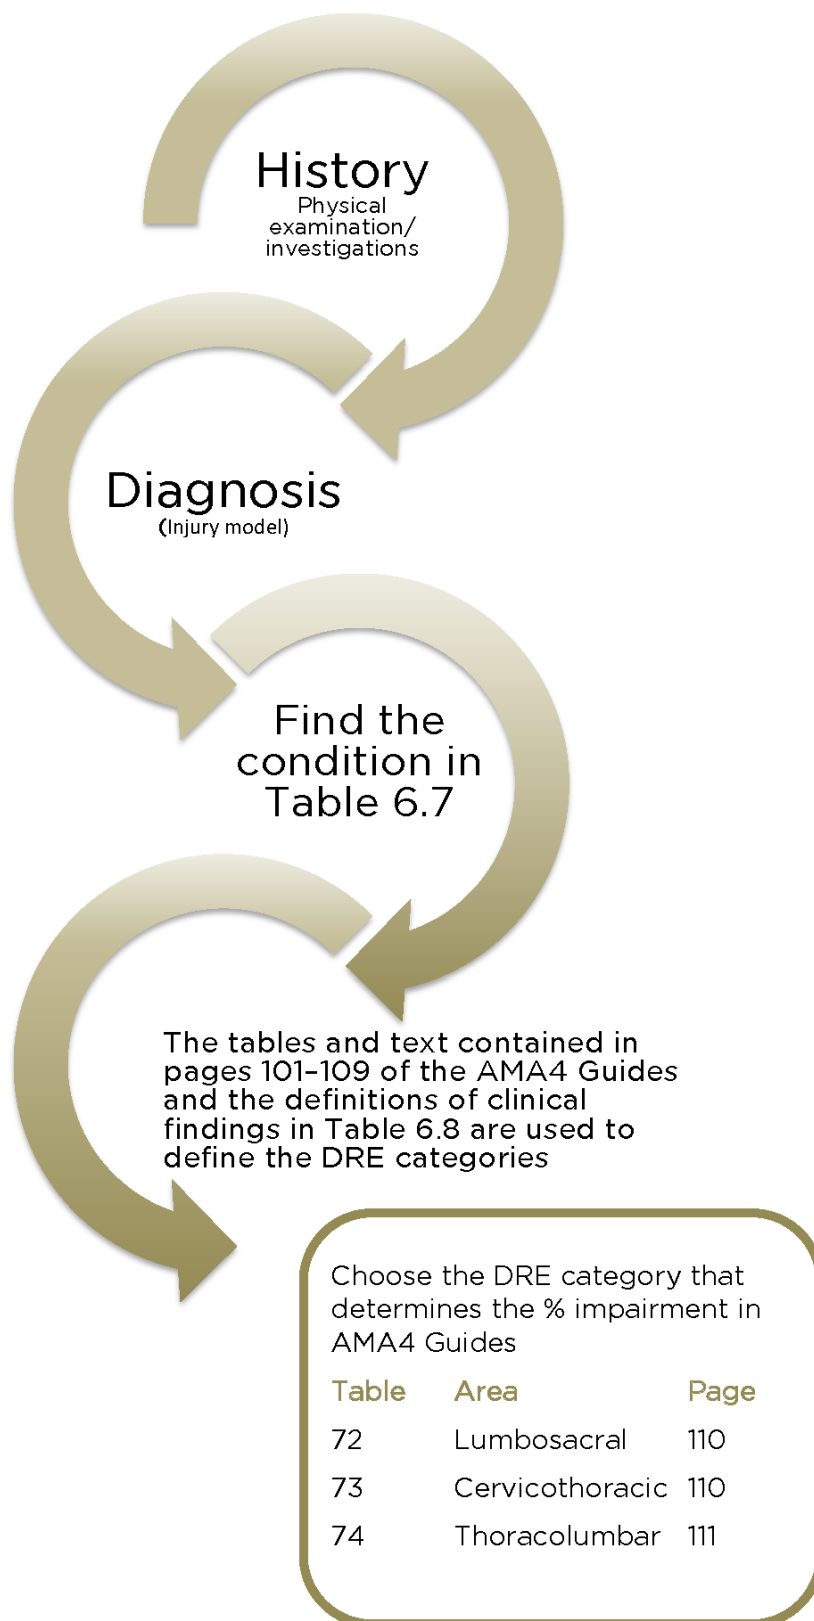 History
Physical
examination/
investigations
Diagnosis
(Injury model)
Find the
condition in
Table 6.7
The tables and text contained in
pages 101–109 of the AMA4 Guides
and the definitions of clinical
findings in Table 6.8 are used to
define the DRE categories
Choose the DRE category that
determines the % impairment in
AMA4 Guides
Table Area Page
72 Lumbosacral 110
73 Cervicothoracic 110
74 Thoracolumbar 111